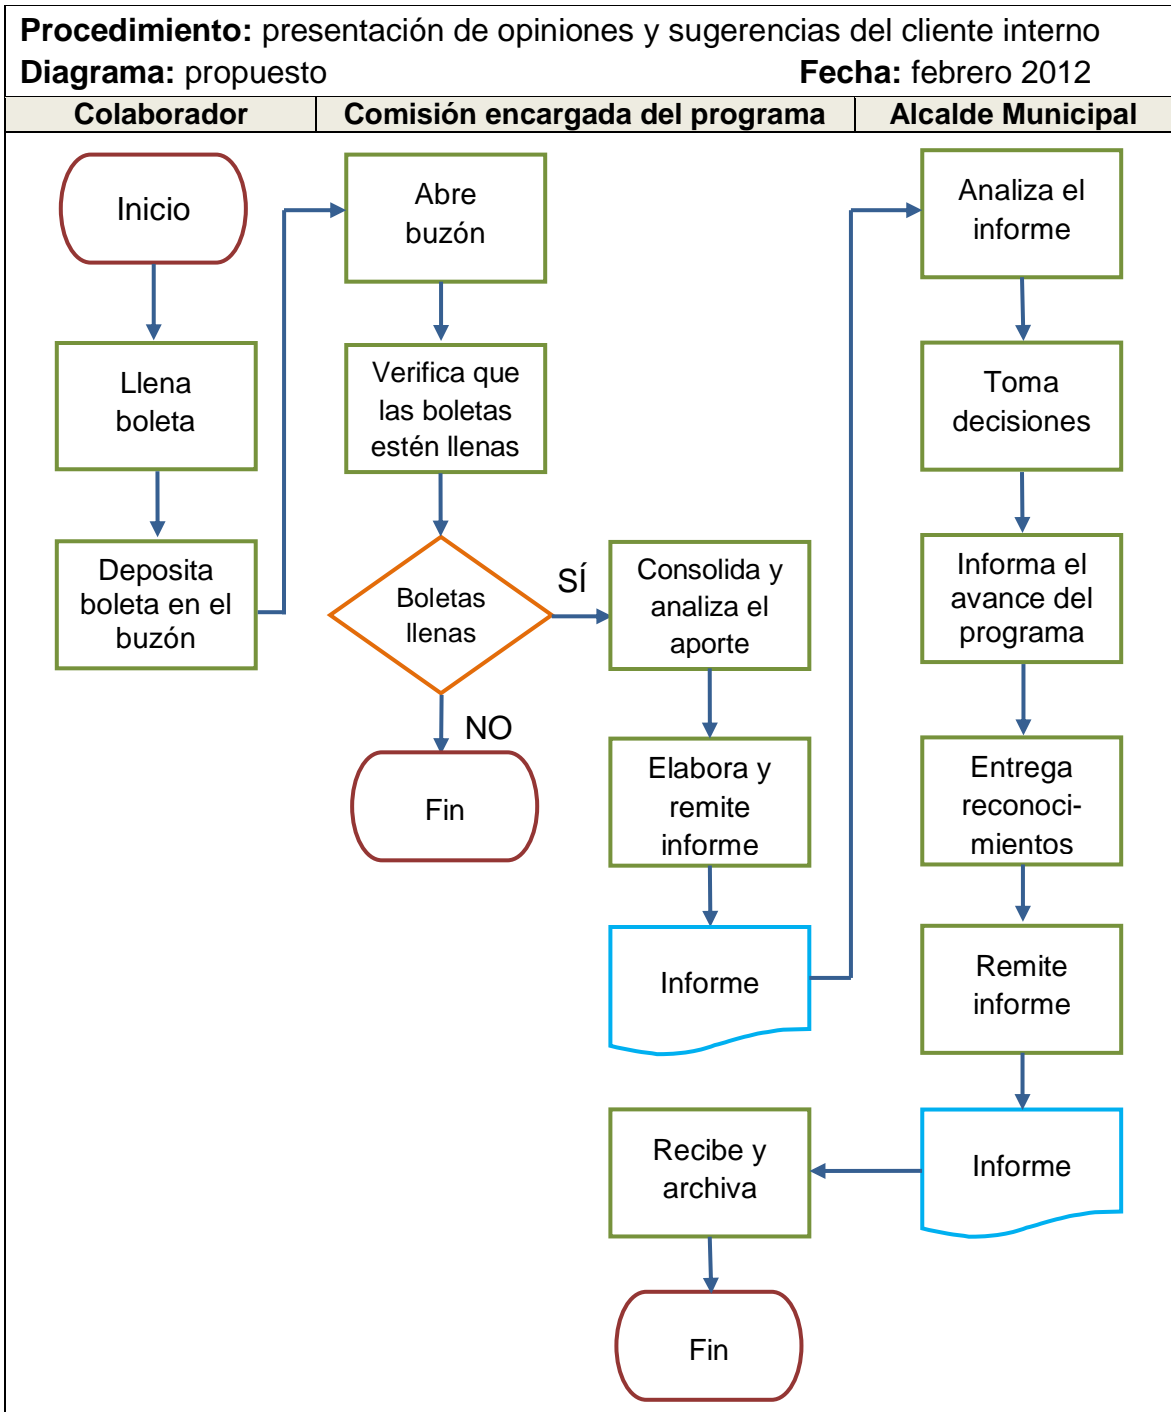 Procedimiento: presentación de opiniones y sugerencias del cliente interno
Diagrama: propuesto Fecha: febrero 2012
Colaborador Comisión encargada del programa Alcalde Municipal
Inicio
Llena
boleta
Deposita
boleta en el
buzón
Abre
buzón
Verifica que
las boletas
estén llenas
Boletas
llenas
SÍ
NO
Fin
Consolida y
analiza el
aporte
Elabora y
remite
informe
Informe
Analiza el
informe
Toma
decisiones
Informa el
avance del
programa
Entrega
reconoci-
mientos
Remite
informe
Informe
Recibe y
archiva
Fin